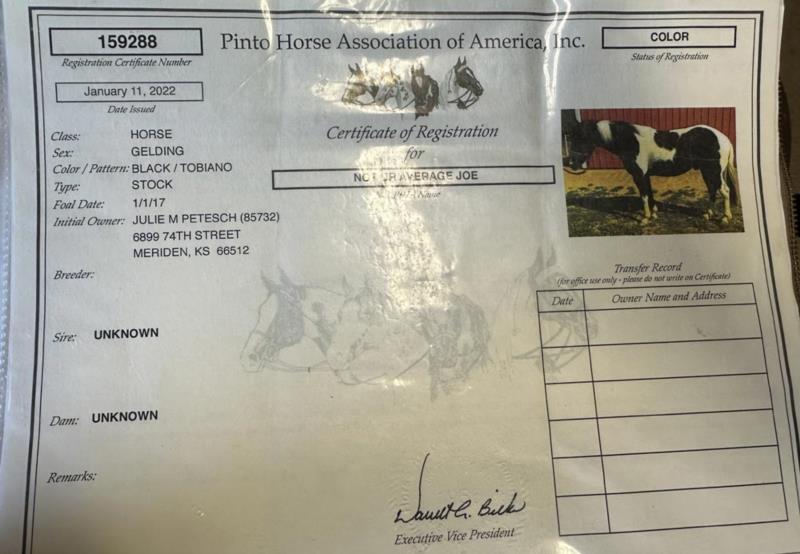 159288
Registration Certificate Number
Pinto Horse Association of America, Inc.
COLOR
Status of Registration
January 11, 2022
Date Issued
Certificate of Registration
for
AVERAGE JOE
Name
Class: HORSE
Sex: GELDING
Color / Pattern: BLACK / TOBIANO
Type: STOCK
Foal Date: 1/1/17
Initial Owner: JULIE M PETESCH (85732)
6899 74TH STREET
MERIDEN, KS 66512
Breeder:
Sire: UNKNOWN
Dam: UNKNOWN
Remarks:
Transfer Record
(for office use only - please do not write on Certificate)
Date Owner Name and Address
Executive Vice President